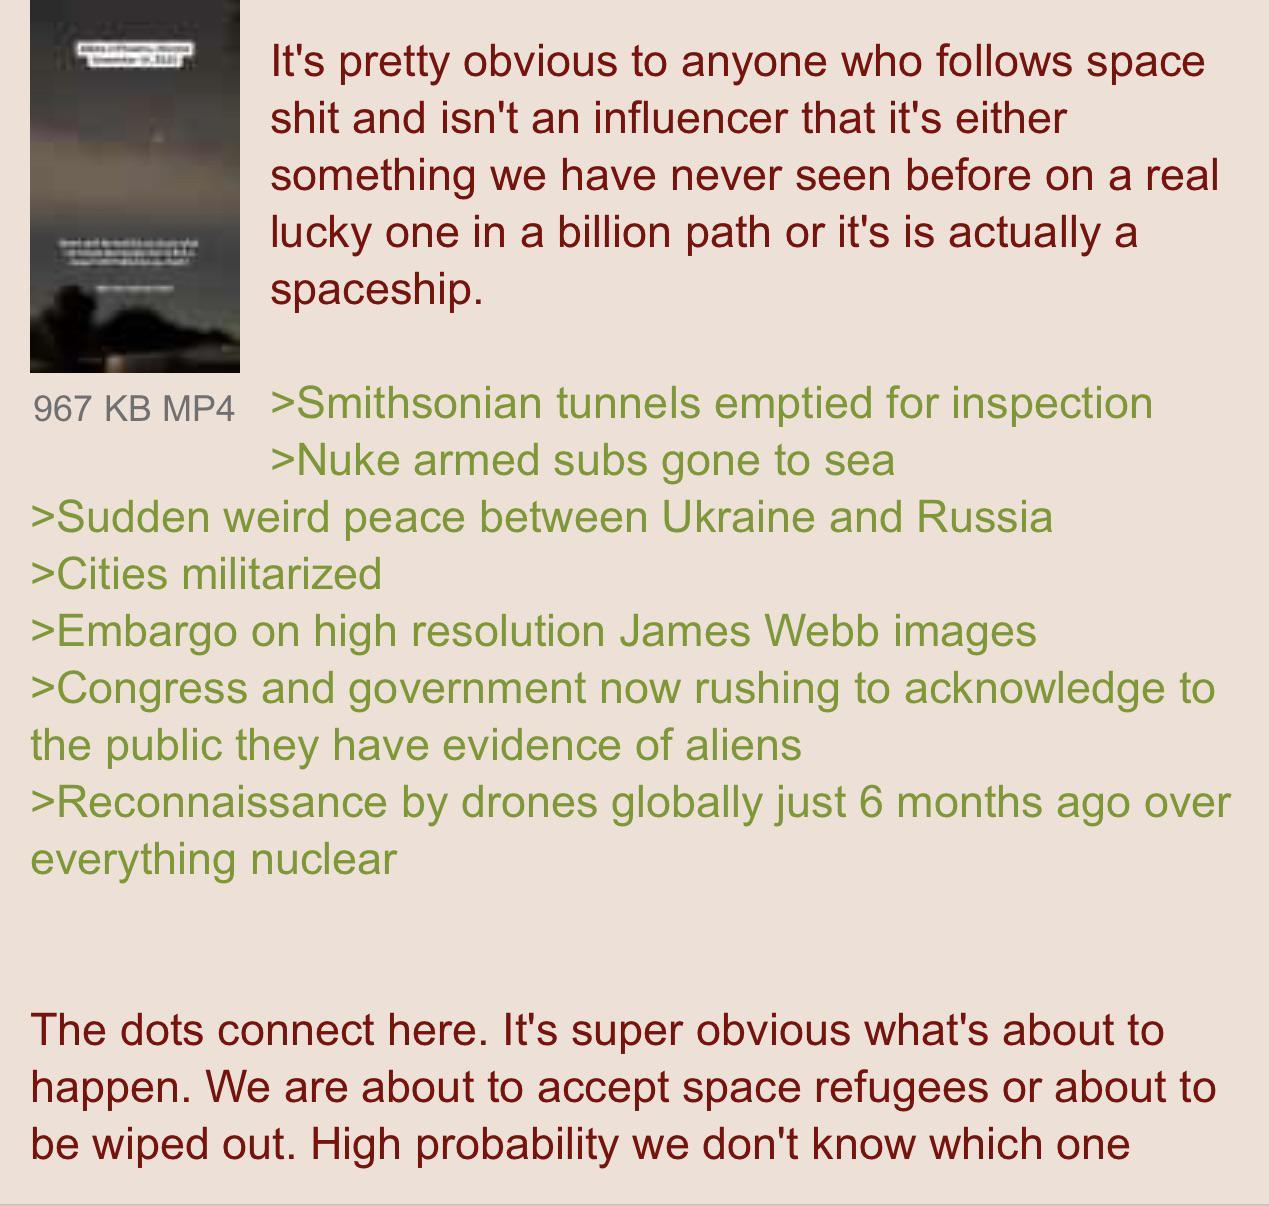 It's pretty obvious to anyone who follows space
shit and isn't an influencer that it's either
something we have never seen before on a real
lucky one in a billion path or it's is actually a
spaceship.
967 KB MP4
>Smithsonian tunnels emptied for inspection
>Nuke armed subs gone to sea
>Sudden weird peace between Ukraine and Russia
>Cities militarized
>Embargo on high resolution James Webb images
>Congress and government now rushing to acknowledge to
the public they have evidence of aliens
>Reconnaissance by drones globally just 6 months ago over
everything nuclear
The dots connect here. It's super obvious what's about to
happen. We are about to accept space refugees or about to
be wiped out. High probability we don't know which one